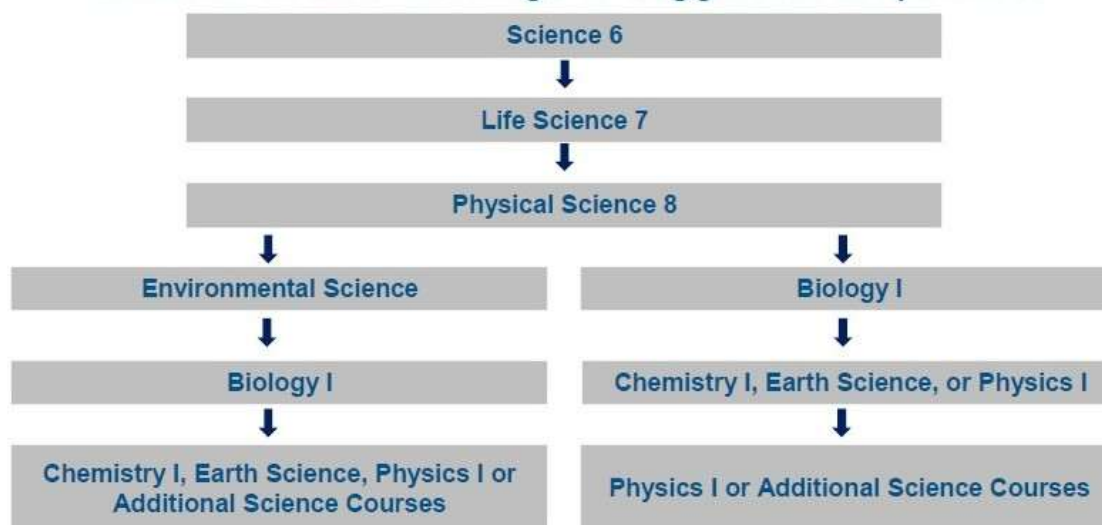 Science 6
Life Science 7
Physical Science 8
Environmental Science
Biology I
Biology I
Chemistry I, Earth Science, or Physics I
Chemistry I, Earth Science, Physics I or
Additional Science Courses
Physics I or Additional Science Courses